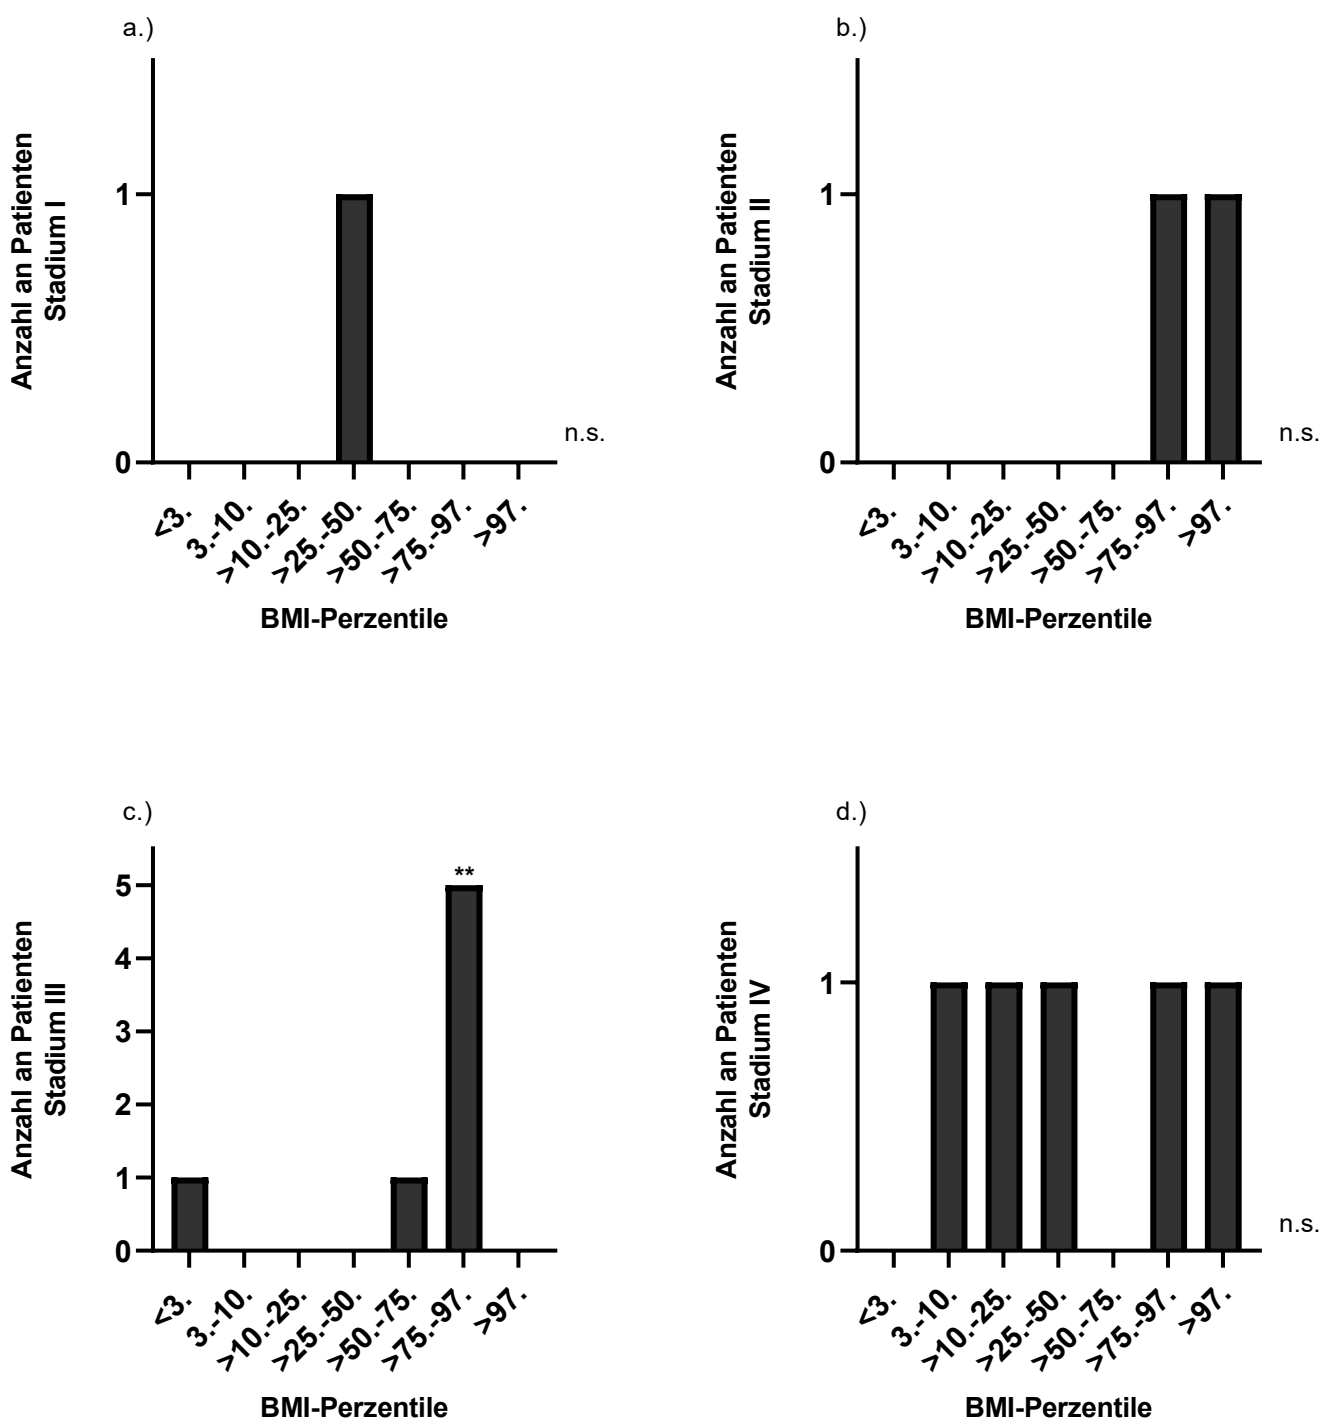 a.)
Anzahl an Patienten
Stadium I
1
0
n.s.
<3.
3.-10.
>10.-25.
>25.-50.
>50.-75.
>75.-97.
>97.
BMI-Perzentile
b.)
Anzahl an Patienten
Stadium II
1
0
n.s.
<3.
3.-10.
>10.-25.
>25.-50.
>50.-75.
>75.-97.
>97.
BMI-Perzentile
c.)
Anzahl an Patienten
Stadium III
5
4
3
2
1
0
**
<3.
3.-10.
>10.-25.
>25.-50.
>50.-75.
>75.-97.
>97.
BMI-Perzentile
d.)
Anzahl an Patienten
Stadium IV
1
0
n.s.
<3.
3.-10.
>10.-25.
>25.-50.
>50.-75.
>75.-97.
>97.
BMI-Perzentile